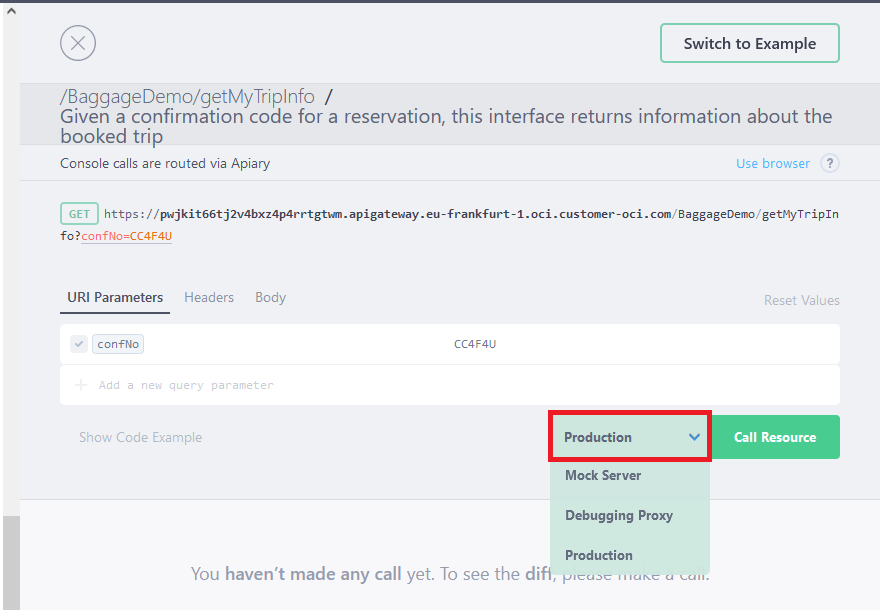 Switch to Example
/BaggageDemo/getMyTripInfo /
Given a confirmation code for a reservation, this interface returns information about the
booked trip
Console calls are routed via Apiary
Use browser ?
GET https://pwjkit66tj2v4bxz4p4rrtgtwm.apigateway.eu-frankfurt-1.oci.customer-oci.com/BaggageDemo/getMyTripIn
fo?confNo=CC4F4U
URI Parameters Headers Body
Reset Values
confNo CC4F4U
+ Add a new query parameter
Show Code Example
Production
Call Resource
Mock Server
Debugging Proxy
Production
You haven't made any call yet. To see the diff, please make a call.